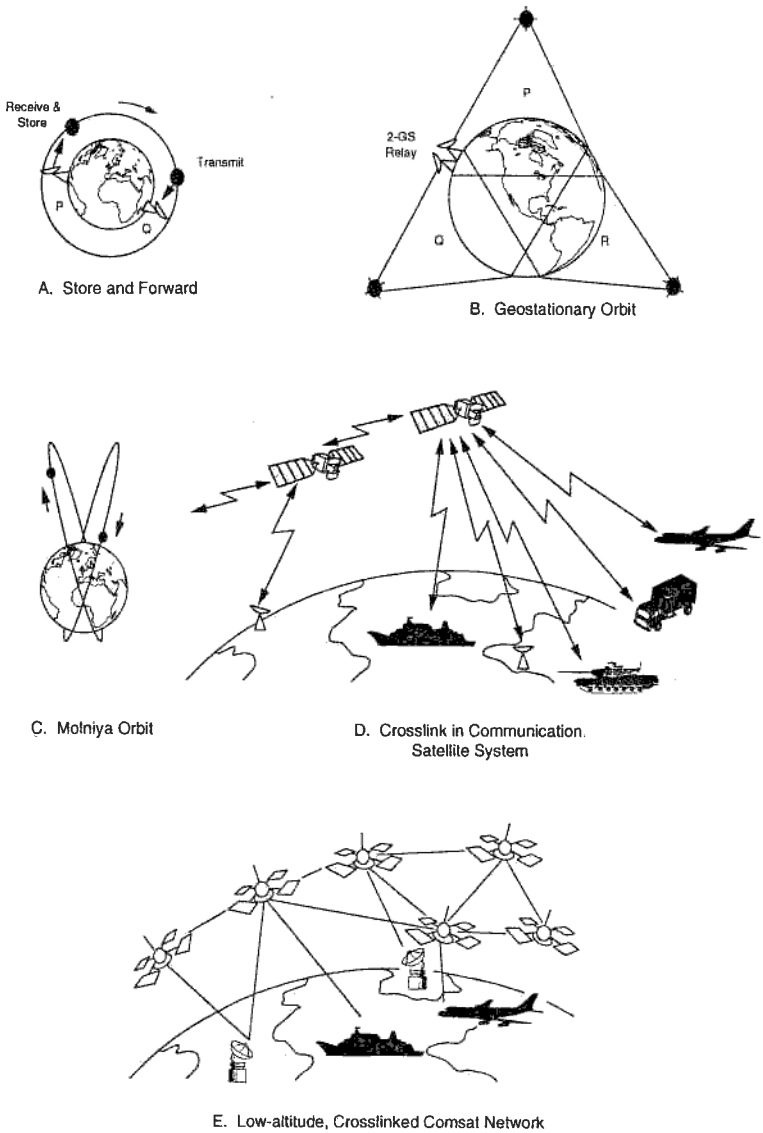 Receive &
Store
Transmit
P
Q
A. Store and Forward
P
2-GS
Relay
Q
R
B. Geostationary Orbit
C. Molniya Orbit
D. Crosslink in Communication.
Satellite System
E. Low-altitude, Crosslinked Comsat Network